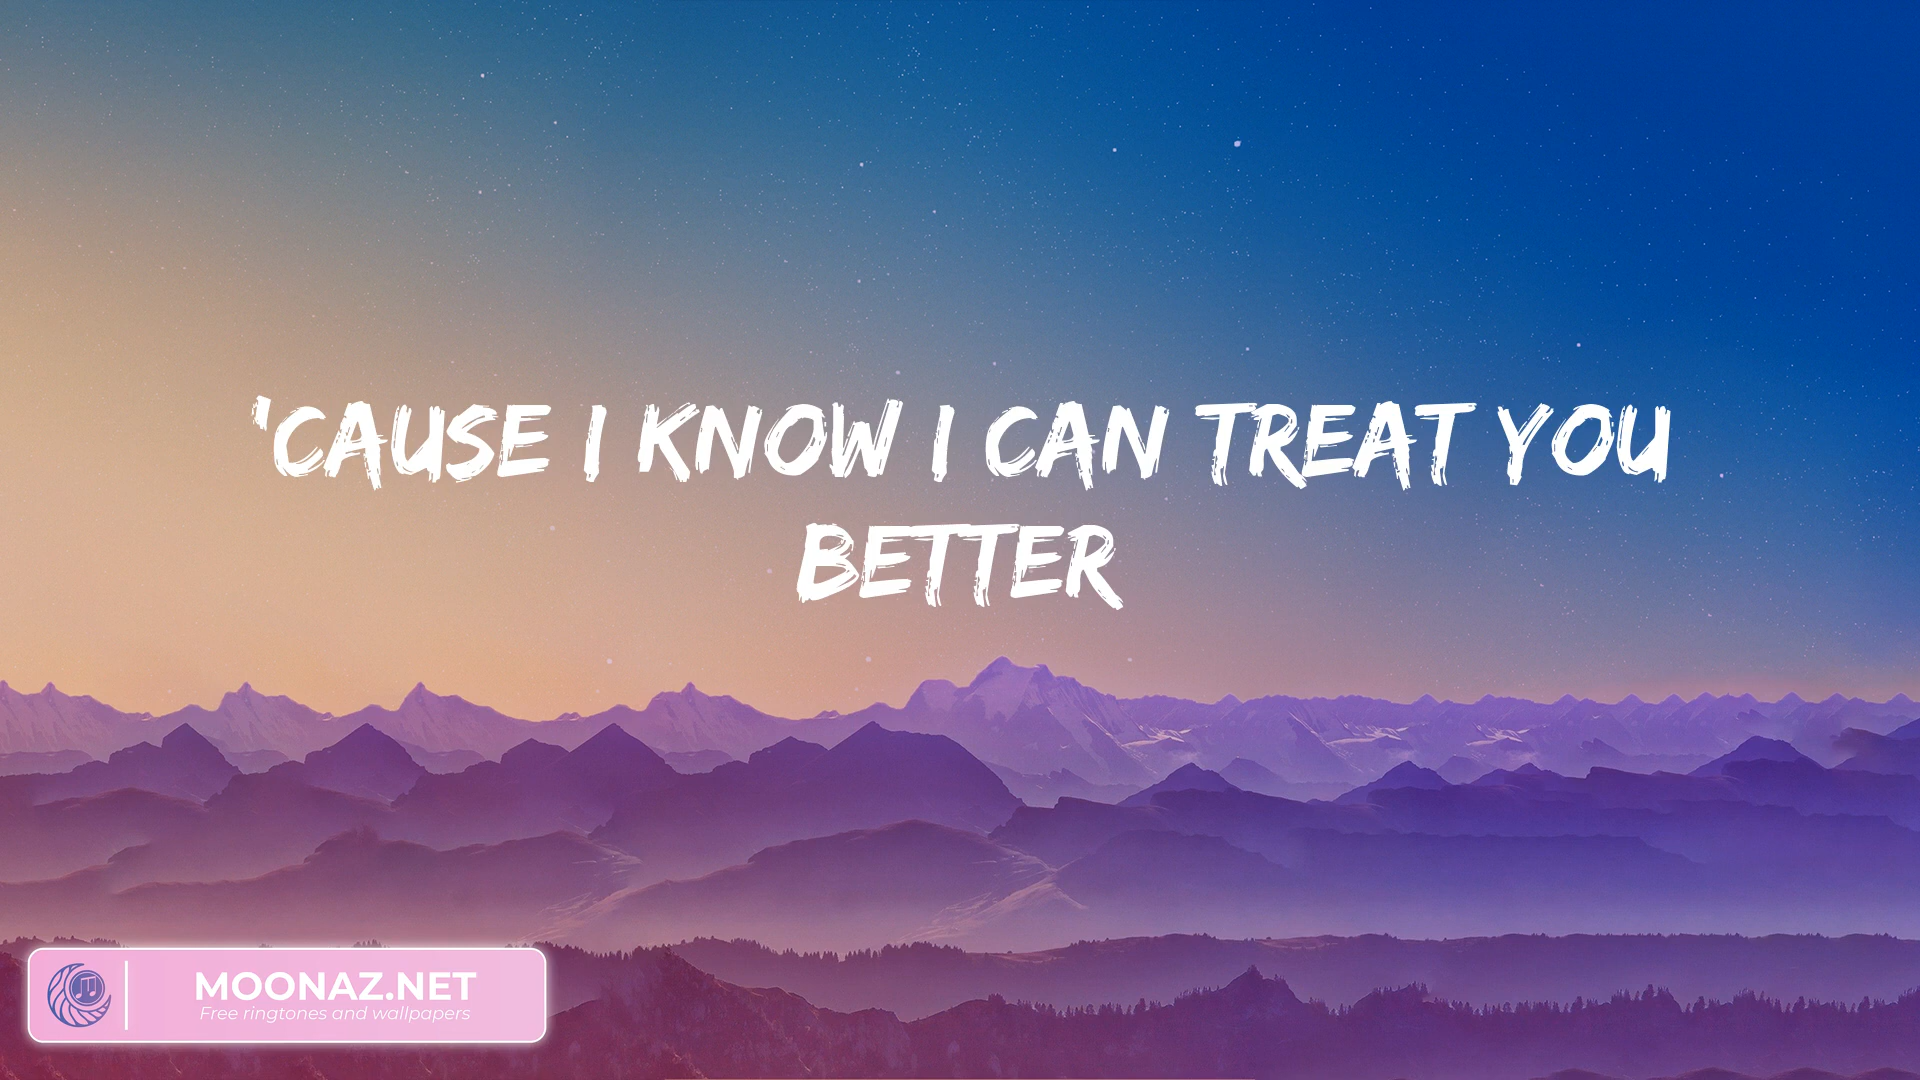 'CAUSE I KNOW I CAN TREAT YOU
BETTER
MOONAZ.NET
Free ringtones and wallpapers